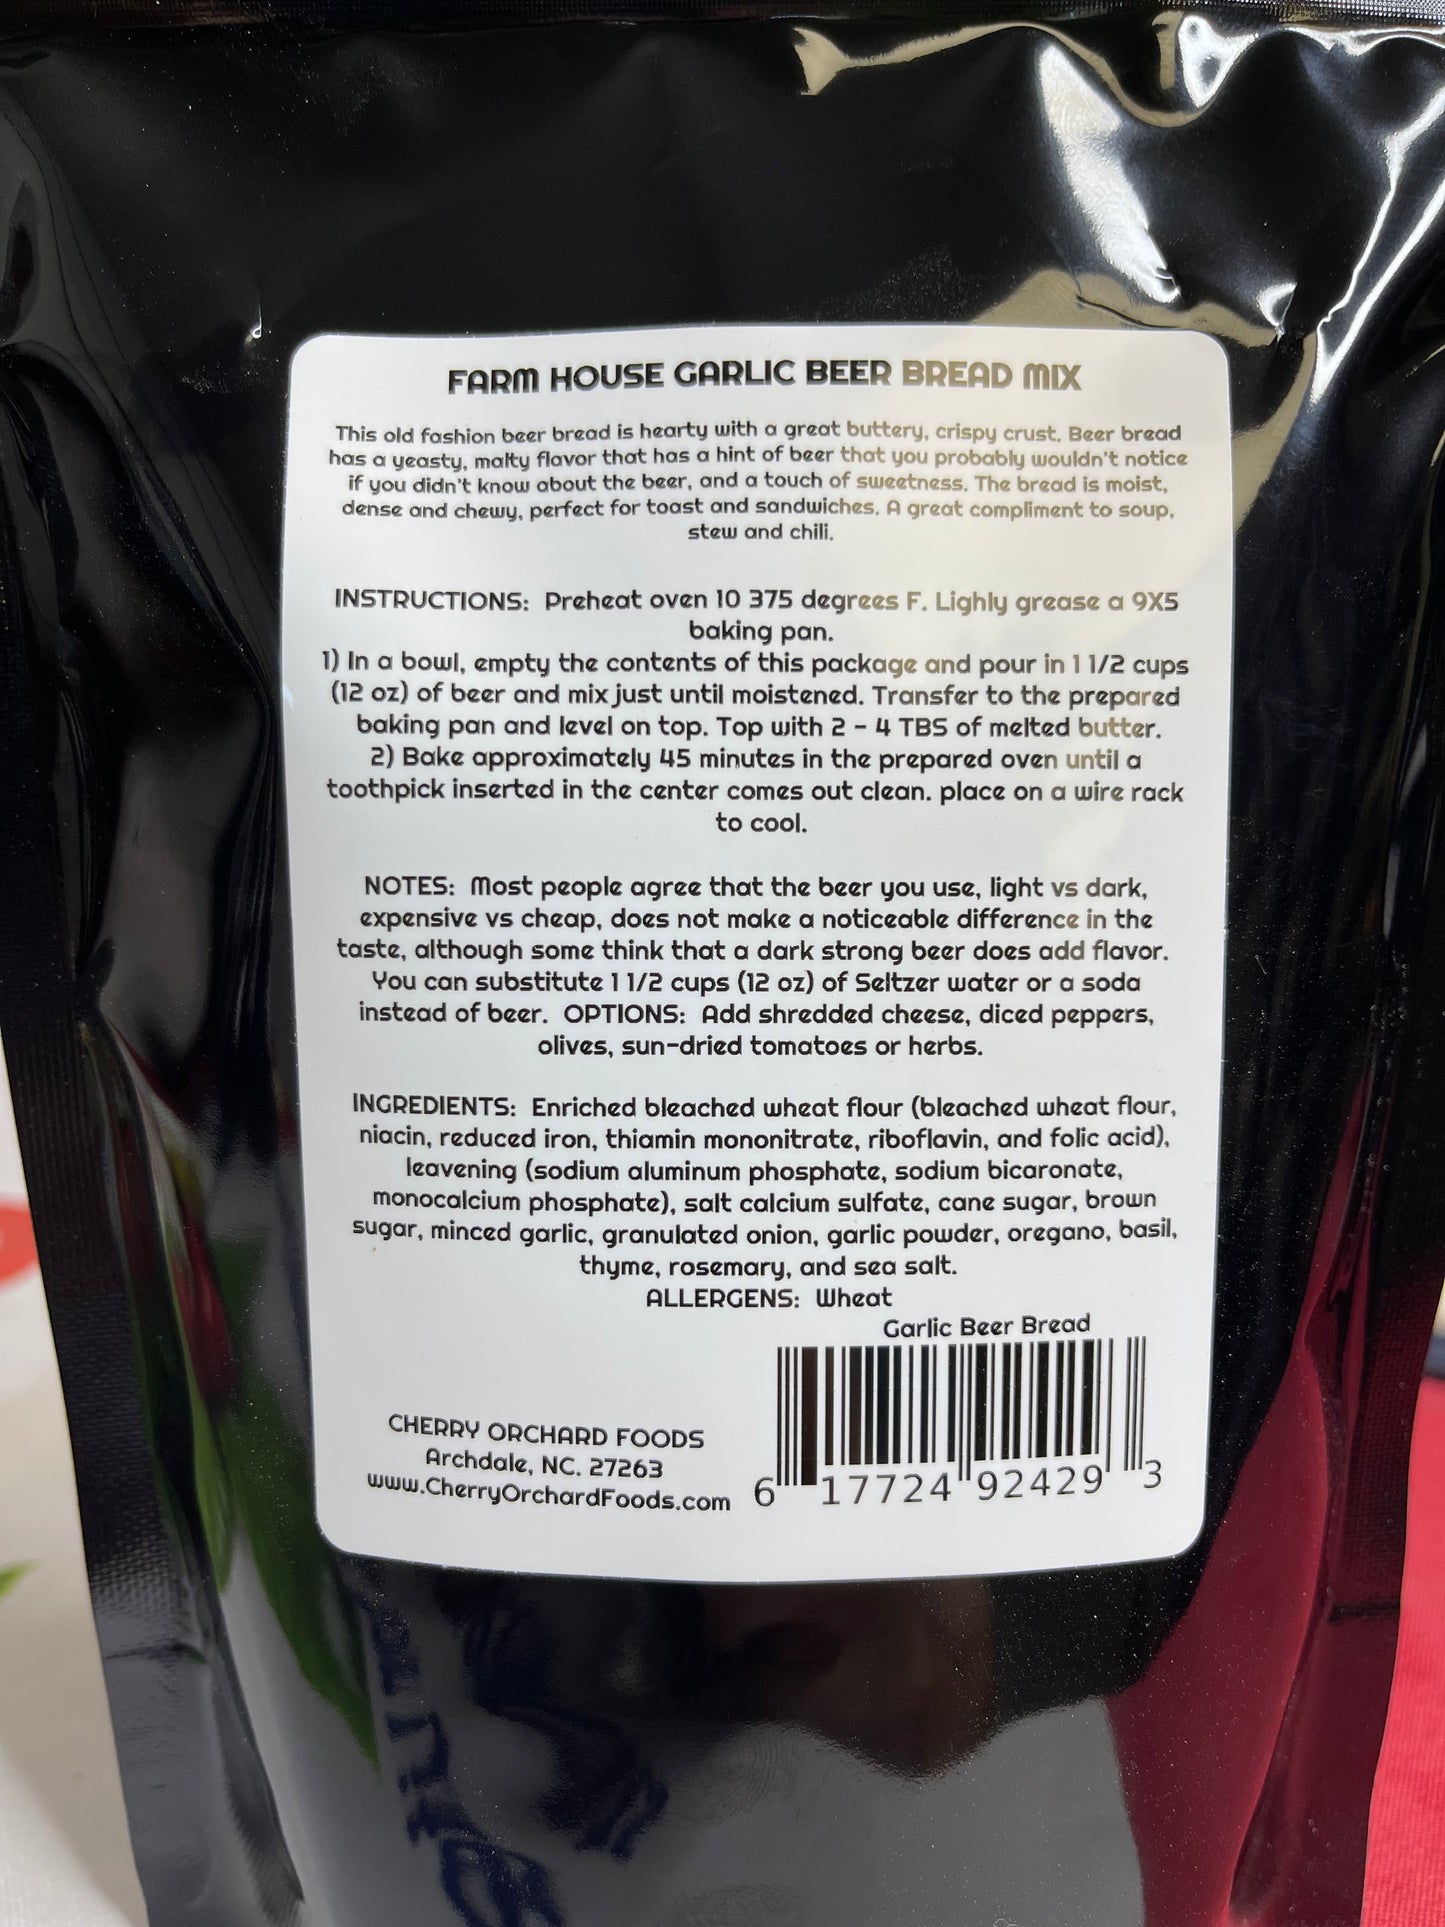 FARM HOUSE GARLIC BEER BREAD MIX
This old fashion beer bread is hearty with a great buttery, crispy crust. Beer bread
has a yeasty, malty flavor that has a hint of beer that you probably wouldn't notice
if you didn't know about the beer, and a touch of sweetness. The bread is moist,
dense and chewy, perfect for toast and sandwiches. A great compliment to soup,
stew and chili.
INSTRUCTIONS: Preheat oven 10 375 degrees F. Lighly grease a 9X5
baking pan.
1) In a bowl, empty the contents of this package and pour in 1 1/2 cups
(12 oz) of beer and mix just until moistened. Transfer to the prepared
baking pan and level on top. Top with 2 - 4 TBS of melted butter.
2) Bake approximately 45 minutes in the prepared oven until a
toothpick inserted in the center comes out clean. place on a wire rack
to cool.
NOTES: Most people agree that the beer you use, light vs dark,
expensive vs cheap, does not make a noticeable difference in the
taste, although some think that a dark strong beer does add flavor.
You can substitute 1 1/2 cups (12 oz) of Seltzer water or a soda
instead of beer. OPTIONS: Add shredded cheese, diced peppers,
olives, sun-dried tomatoes or herbs.
INGREDIENTS: Enriched bleached wheat flour (bleached wheat flour,
niacin, reduced iron, thiamin mononitrate, riboflavin, and folic acid),
leavening (sodium aluminum phosphate, sodium bicaronate,
monocalcium phosphate), salt calcium sulfate, cane sugar, brown
sugar, minced garlic, granulated onion, garlic powder, oregano, basil,
thyme, rosemary, and sea salt.
ALLERGENS: Wheat
Garlic Beer Bread
CHERRY ORCHARD FOODS
Archdale, NC. 27263
www.CherryOrchardFoods.com
6 17724 92429 3